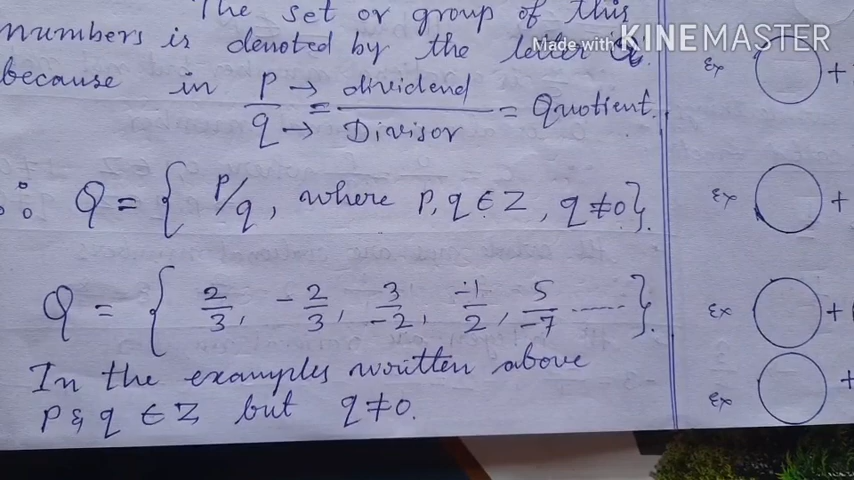 The set or group of this
numbers is denoted by the letter Q.
because in P → dividend
q → Divisor = Quotient.
∴ Q = { P/q, where P, q ∈ Z, q ≠ 0}.
Q = { 2/3, -2/3, 3/-2, -1/2, 5/-7 ------ }.
In the examples written above
P & q ∈ Z but q ≠ 0.
Made with KINEMASTER
Ex +
Ex +
Ex +
Ex +